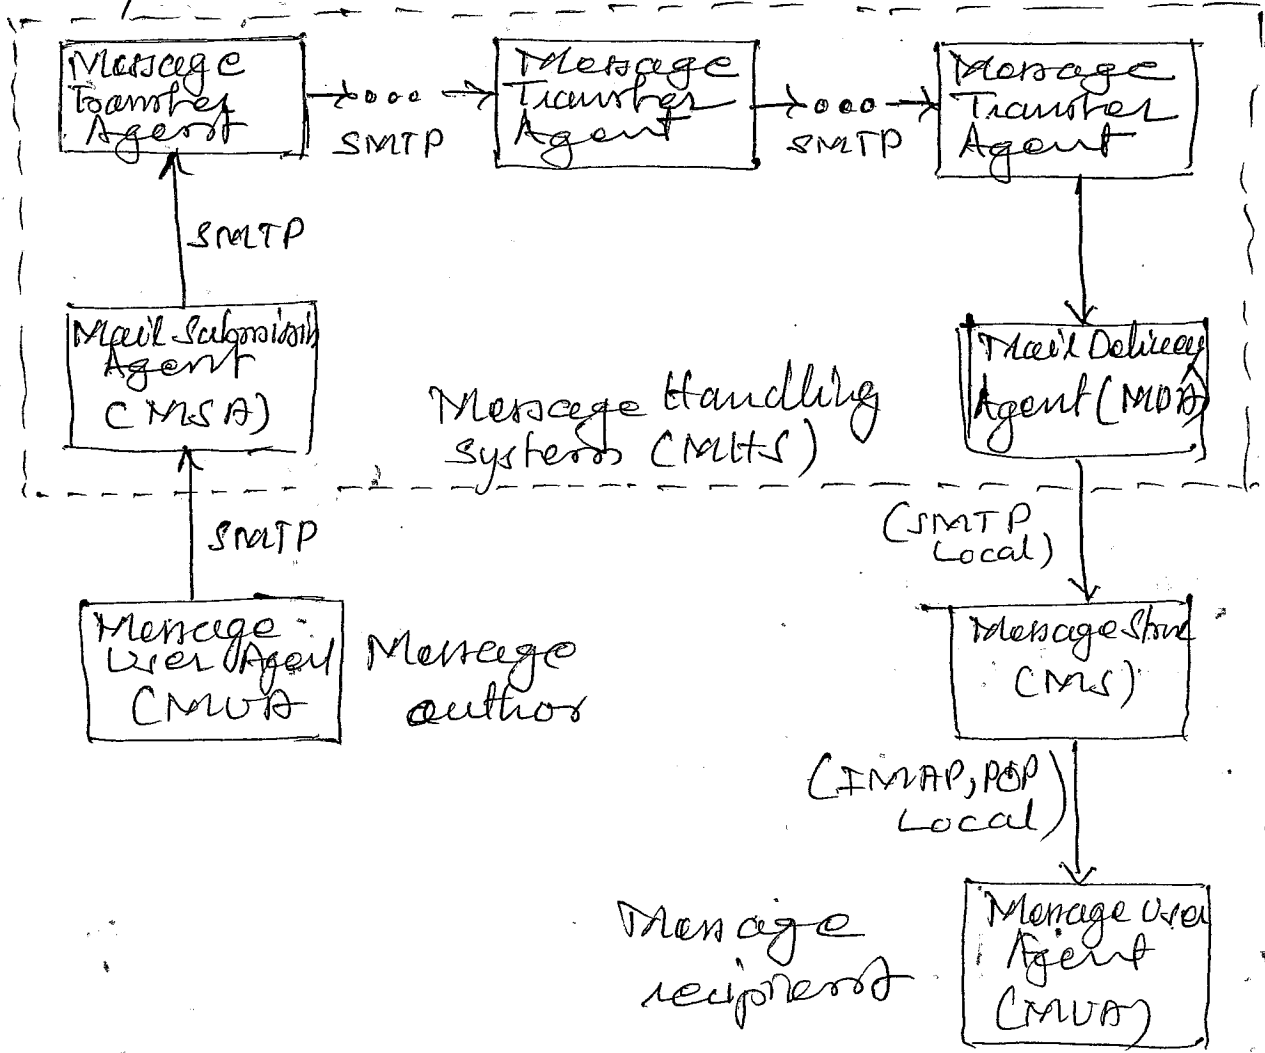 Message
Transfer
Agent
SMTP
Message
Transfer
Agent
SMTP
Message
Transfer
Agent
SMTP
Mail Submission
Agent
(MSA)
Message Handling
Systems (MHS)
Mail Delivery
Agent (MDA)
SMTP
(SMTP
Local)
Message
User Agent
(MUA
Message
author
Message Store
(MS)
(IMAP, POP
Local)
Message
recipient
Message User
Agent
(MUA)